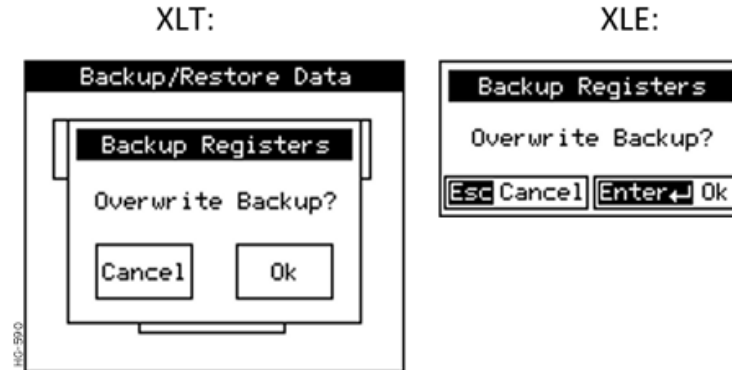 XLT:
Backup/Restore Data
Backup Registers
Overwrite Backup?
Cancel
Ok
HG-590
XLE:
Backup Registers
Overwrite Backup?
Esc Cancel Enter↵ Ok